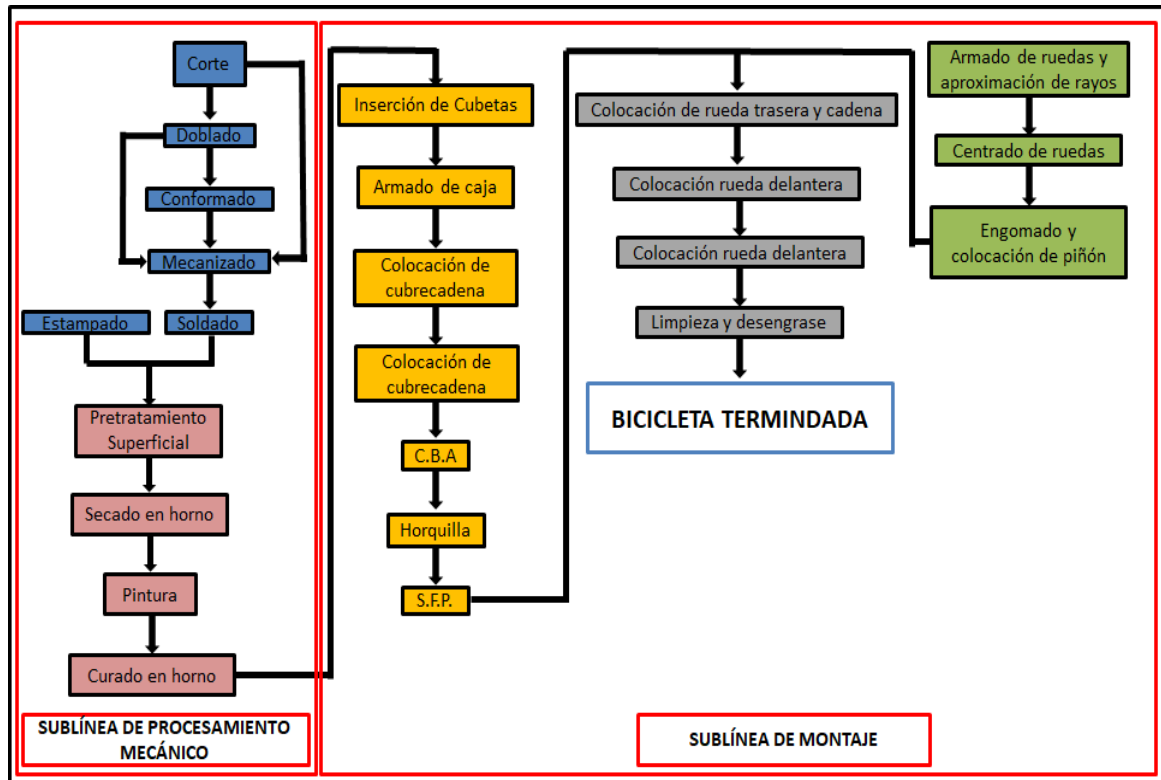 Corte
Doblado
Conformado
Mecanizado
Estampado
Soldado
Pretratamiento
Superficial
Secado en horno
Pintura
Curado en horno
SUBLÍNEA DE PROCESAMIENTO
MECÁNICO
Inserción de Cubetas
Armado de caja
Colocación de
cubrecadena
Colocación de
cubrecadena
C.B.A
Horquilla
S.F.P.
Colocación de rueda trasera y cadena
Colocación rueda delantera
Colocación rueda delantera
Limpieza y desengrase
BICICLETA TERMINDADA
Armado de ruedas y
aproximación de rayos
Centrado de ruedas
Engomado y
colocación de piñón
SUBLÍNEA DE MONTAJE